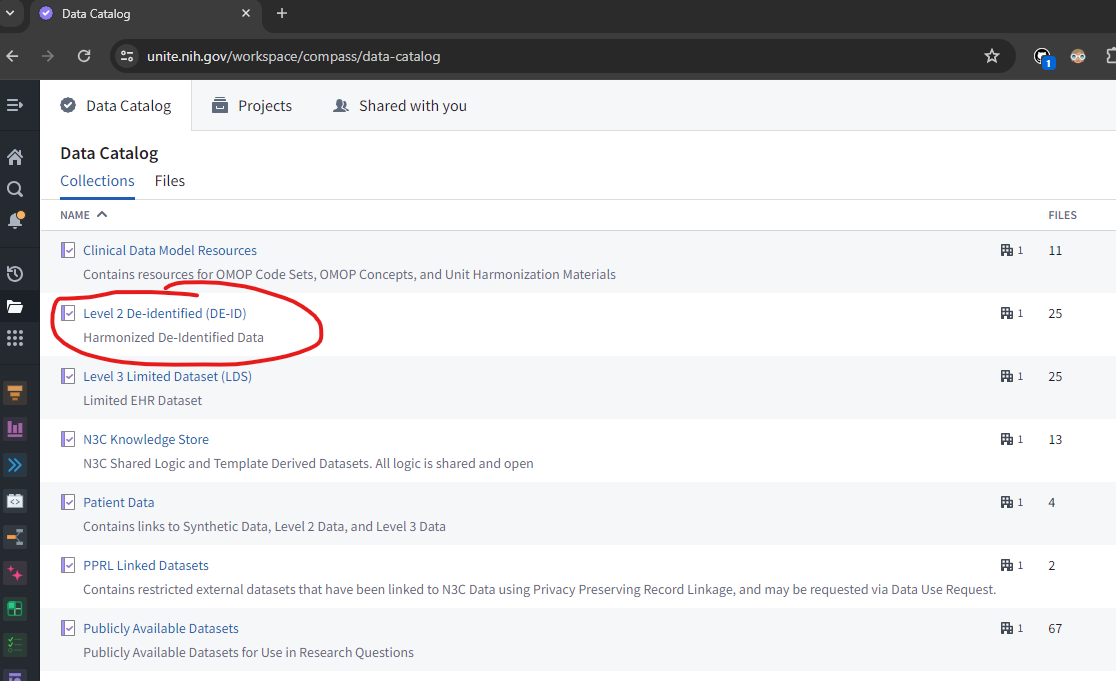 Data Catalog
unite.nih.gov/workspace/compass/data-catalog
1
Data Catalog
Projects
Shared with you
Data Catalog
Collections
Files
NAME
FILES
Clinical Data Model Resources
1
11
Contains resources for OMOP Code Sets, OMOP Concepts, and Unit Harmonization Materials
Level 2 De-identified (DE-ID)
1
25
Harmonized De-Identified Data
Level 3 Limited Dataset (LDS)
1
25
Limited EHR Dataset
N3C Knowledge Store
1
13
N3C Shared Logic and Template Derived Datasets. All logic is shared and open
Patient Data
1
4
Contains links to Synthetic Data, Level 2 Data, and Level 3 Data
PPRL Linked Datasets
1
2
Contains restricted external datasets that have been linked to N3C Data using Privacy Preserving Record Linkage, and may be requested via Data Use Request.
Publicly Available Datasets
1
67
Publicly Available Datasets for Use in Research Questions